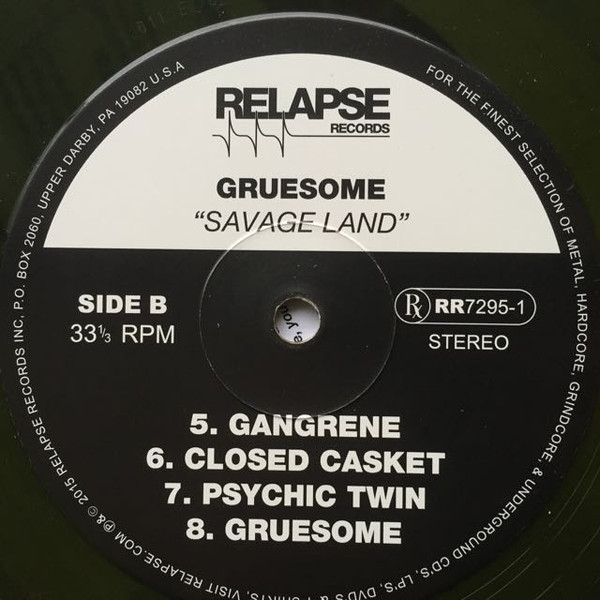 RELAPSE
RECORDS
GRUESOME
“SAVAGE LAND”
SIDE B
33⅓ RPM
Rx RR7295-1
STEREO
5. GANGRENE
6. CLOSED CASKET
7. PSYCHIC TWIN
8. GRUESOME
℗&© 2015 RELAPSE RECORDS INC. P.O. BOX 2060, UPPER DARBY, PA 19082 U.S.A
FOR THE FINEST SELECTION OF METAL, HARDCORE, GRINDCORE, & UNDERGROUND CD'S, LP'S, DVD'S & T-SHIRTS, VISIT RELAPSE.COM